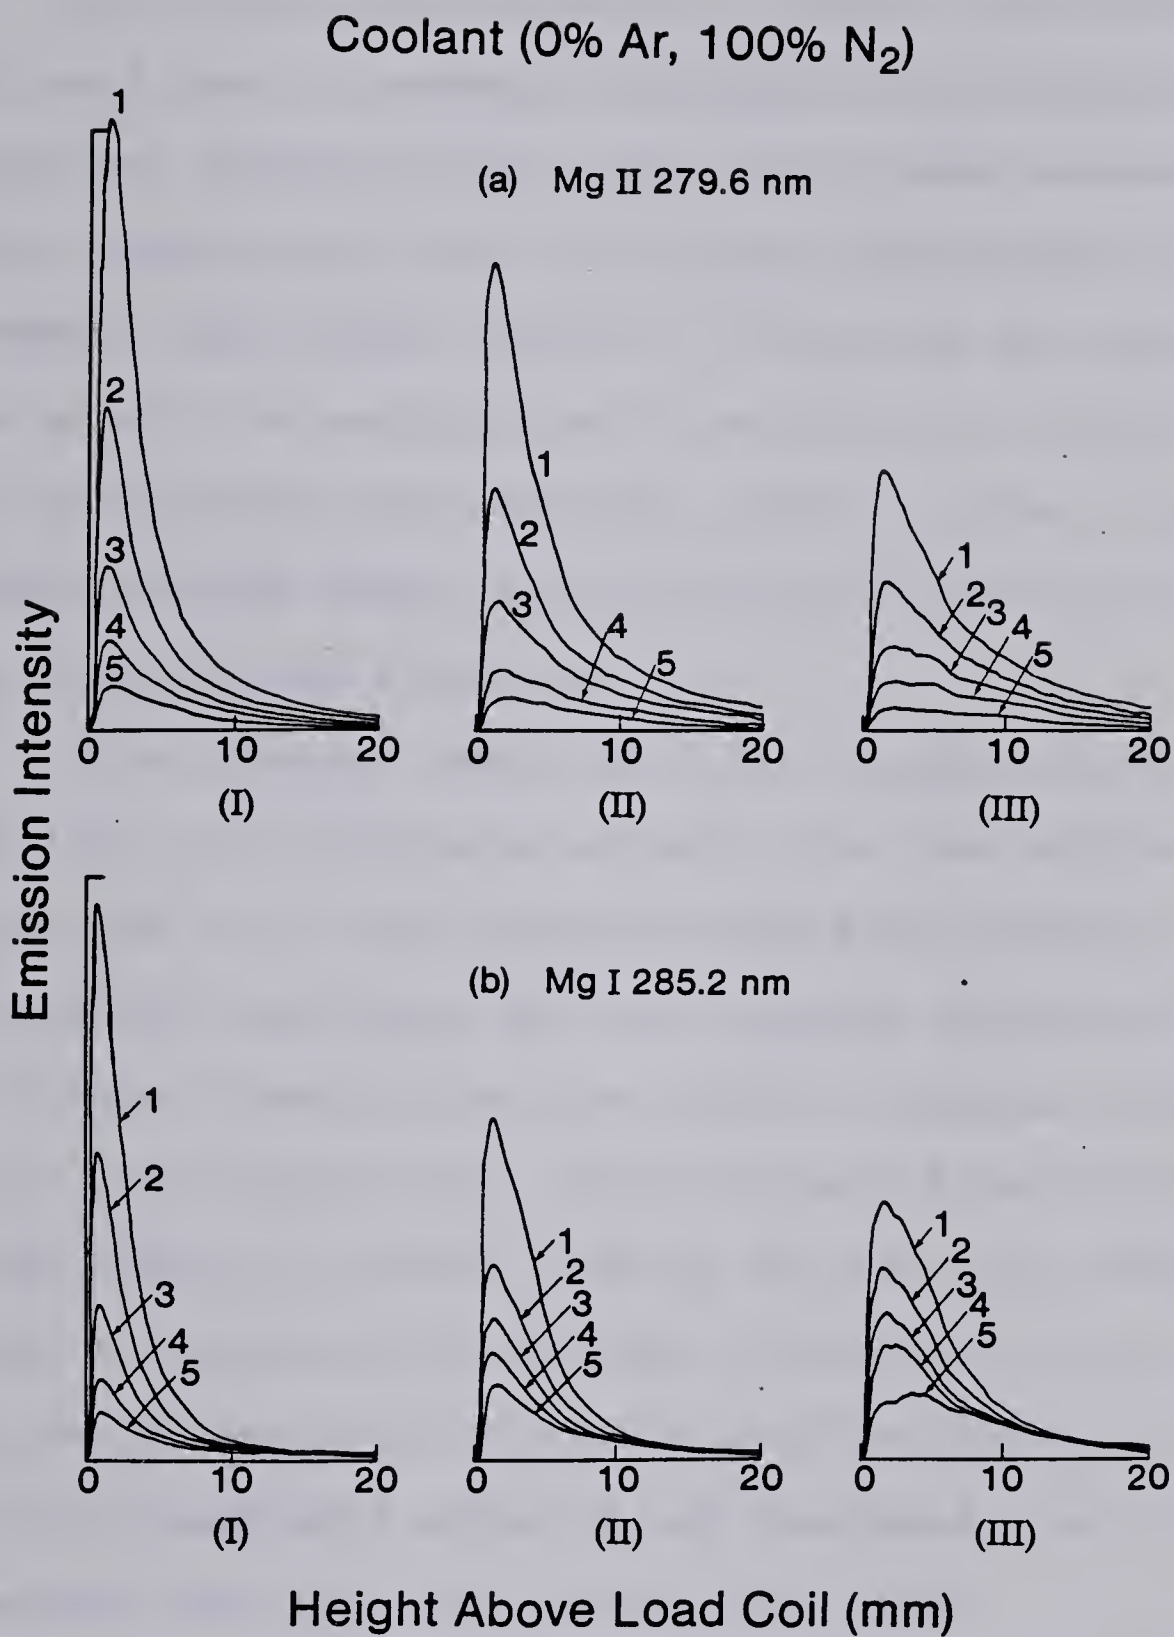 Coolant (0% Ar, 100% N₂)
1
(a) Mg II 279.6 nm
2
3
4
5
1
2
3
4
5
1
2
3
4
5
0 10 20
0 10 20
0 10 20
(I)
(II)
(III)
Emission Intensity
(b) Mg I 285.2 nm
1
2
3
4
5
1
2
3
4
5
1
2
3
4
5
0 10 20
0 10 20
0 10 20
(I)
(II)
(III)
Height Above Load Coil (mm)